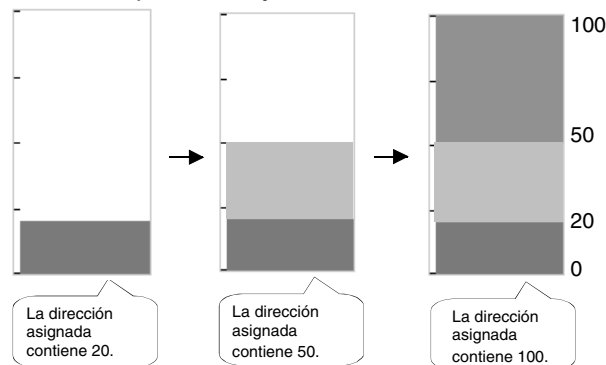 100
50
20
0
La dirección
asignada
contiene 20.
La dirección
asignada
contiene 50.
La dirección
asignada
contiene 100.